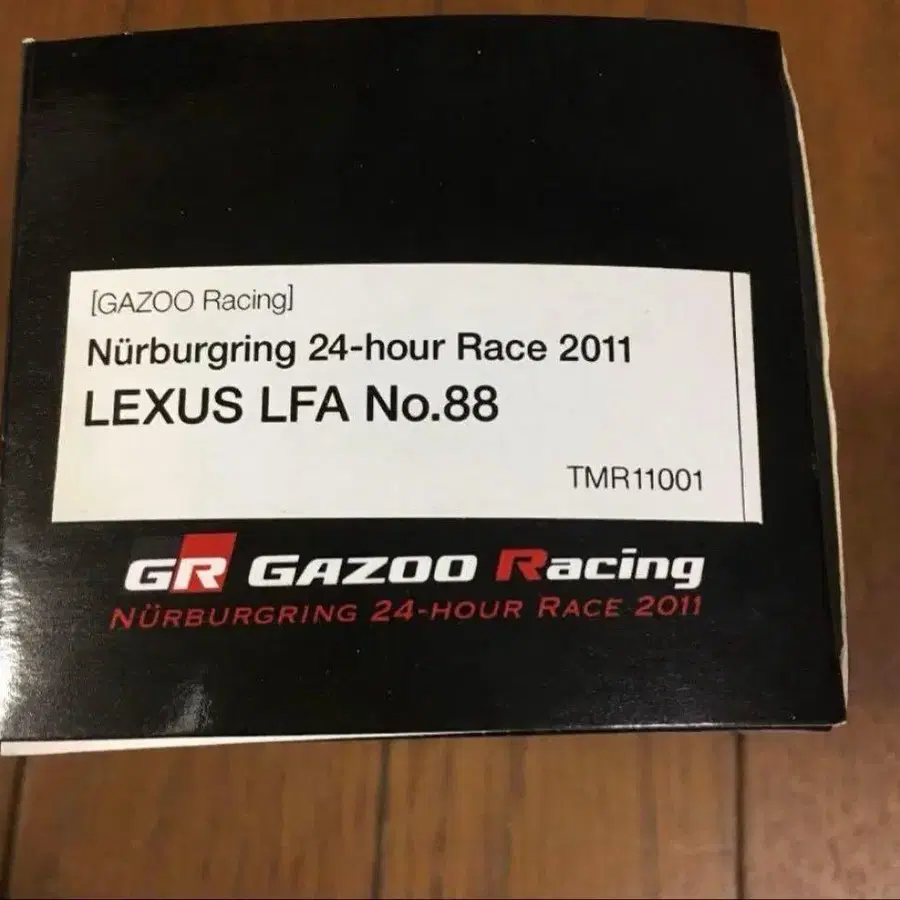 [GAZOO Racing]
Nürburgring 24-hour Race 2011
LEXUS LFA No.88
TMR11001
GR GAZOO Racing
NÜRBURGRING 24-HOUR RACE 2011